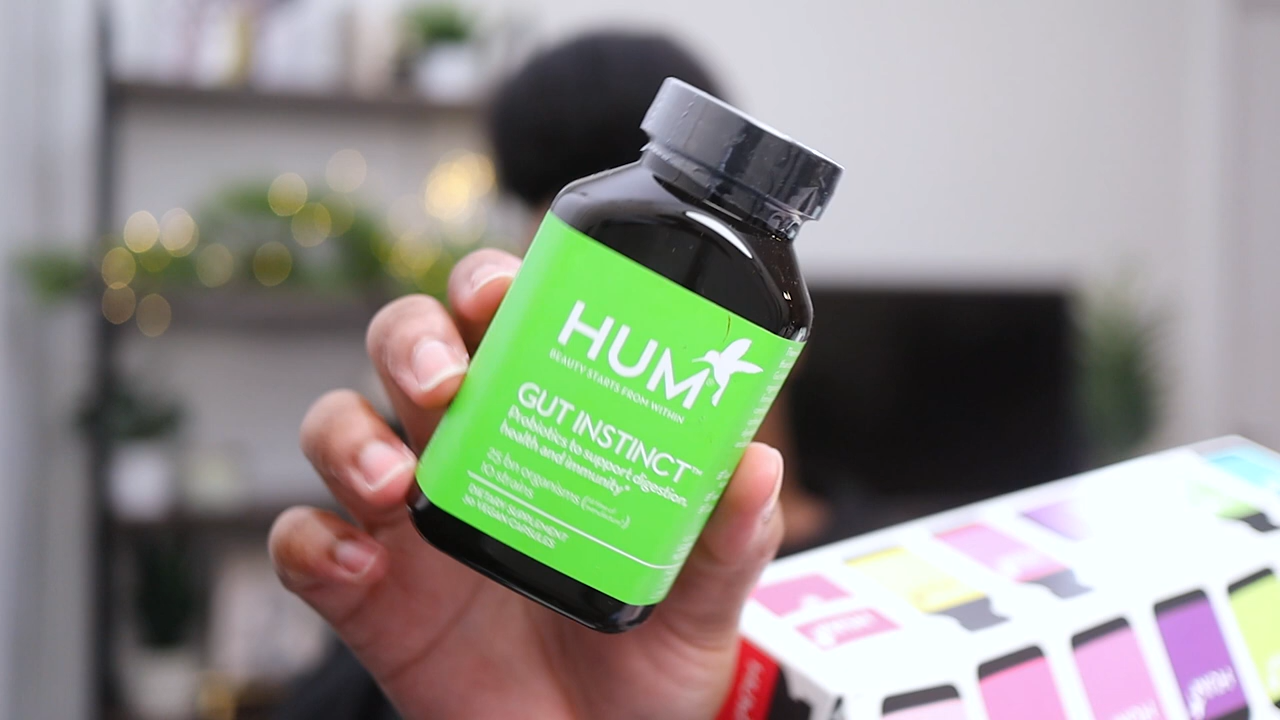 HUM®
BEAUTY STARTS FROM WITHIN
GUT INSTINCT™
Probiotics to support digestion,
health and immunity*
25 bn organisms
10 strains
DIETARY SUPPLEMENT
VEGAN CAPSULES
HUM